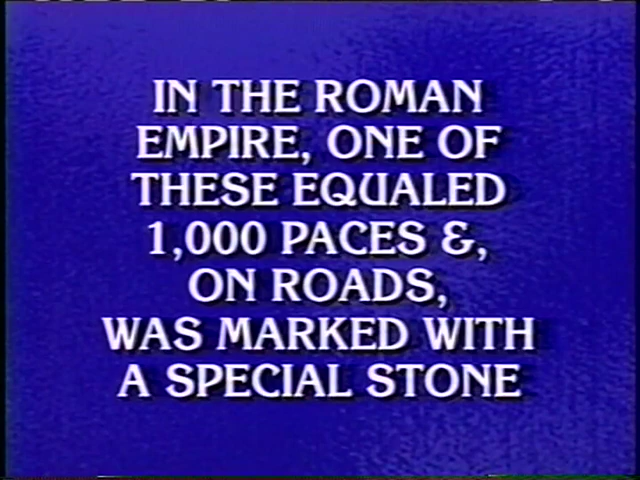 IN THE ROMAN
EMPIRE, ONE OF
THESE EQUALED
1,000 PACES &,
ON ROADS,
WAS MARKED WITH
A SPECIAL STONE